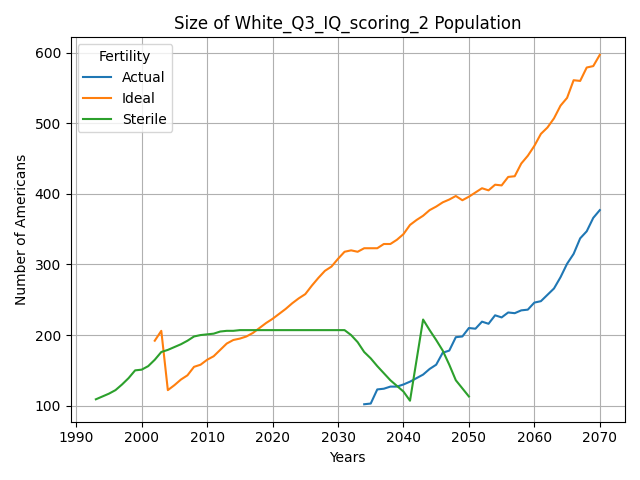 Size of White_Q3_IQ_scoring_2 Population
Fertility
Actual
Ideal
Sterile
Number of Americans
600
500
400
300
200
100
1990 2000 2010 2020 2030 2040 2050 2060 2070
Years